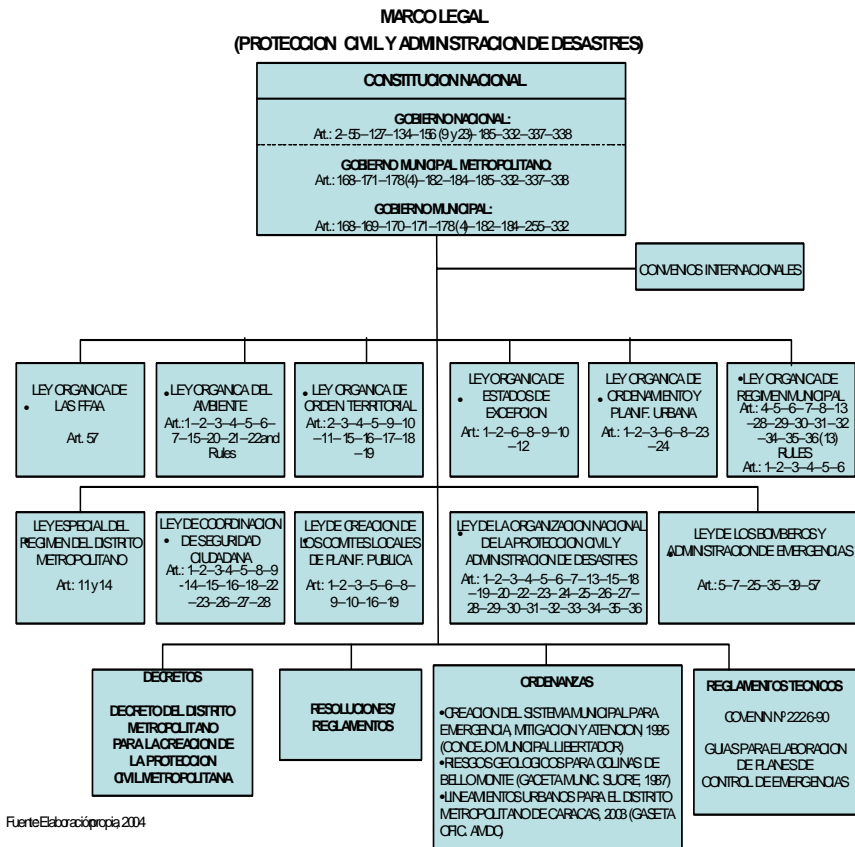 MARCO LEGAL
(PROTECCION CIVIL Y ADMINISTRACION DE DESASTRES)
CONSTITUCION NACIONAL
GOBIERNO NACIONAL:
Art.: 2-55-127-134-156 (9 y 23)-185-332-337-338
GOBIERNO MUNICIPAL METROPOLITANO:
Art.: 168-171-178(4)-182-184-185-332-337-338
GOBIERNO MUNICIPAL:
Art.: 168-169-170-171-178(4)-182-184-255-332
CONVENIOS INTERNACIONALES
LEY ORGANICA DE
• LAS FFAA
Art. 57
• LEY ORGANICA DEL
AMBIENTE
Art.:1-2-3-4-5-6-
7-15-20-21-22and
Rules
• LEY ORGANICA DE
ORDEN TERRITORIAL
Art.: 2-3-4-5-9-10
-11-15-16-17-18
-19
LEY ORGANICA DE
• ESTADOS DE
EXCEPCION
Art.: 1-2-6-8-9-10
-12
LEY ORGANICA DE
• ORDENAMIENTO Y
PLANIF. URBANA
Art.: 1-2-3-6-8-23
-24
• LEY ORGANICA DE
REGIMEN MUNICIPAL
Art.: 4-5-6-7-8-13
-28-29-30-31-32
-34-35-36 (13)
RULES
Art.: 1-2-3-4-5-6
LEY ESPECIAL DEL
• REGIMEN DEL DISTRITO
METROPOLITANO
Art.: 11 y 14
LEY DE COORDINACION
• DE SEGURIDAD
CIUDADANA
Art.: 1-2-3-4-5-8-9
-14-15-16-18-22
-23-26-27-28
LEY DE CREACION DE
• LOS COMITES LOCALES
DE PLANIF. PUBLICA
Art.: 1-2-3-5-6-8-
9-10-16-19
LEY DE LA ORGANIZACION NACIONAL
• DE LA PROTECCION CIVIL Y
ADMINISTRACION DE DESASTRES
Art.: 1-2-3-4-5-6-7-13-15-18
-19-20-22-23-24-25-26-27-
28-29-30-31-32-33-34-35-36
LEY DE LOS BOMBEROS Y
• ADMINISTRACION DE EMERGENCIAS
Art.: 5-7-25-35-39-57
DECRETOS
DECRETO DEL DISTRITO
METROPOLITANO
PARA LA CREACION DE
LA PROTECCION
CIVIL METROPOLITANA
RESOLUCIONES/
REGLAMENTOS
ORDENANZAS
•CREACION DEL SISTEMA MUNICIPAL PARA
EMERGENCIA, MITIGACION Y ATENCION, 1995
(CONDEJO MUNICIPAL LIBERTADOR)
•RIESGOS GEOLOGICOS PARA COLINAS DE
BELLO MONTE (GACETA MUNIC. SUCRE, 1987)
•LINEAMIENTOS URBANOS PARA EL DISTRITO
METROPOLITANO DE CARACAS, 2003 (GASETA
OFIC. AMDC)
REGLAMENTOS TECNICOS
COVENIN Nº 2226-90
GUIAS PARA ELABORACION
DE PLANES DE
CONTROL DE EMERGENCIAS
Fuente Elaboración propia, 2004